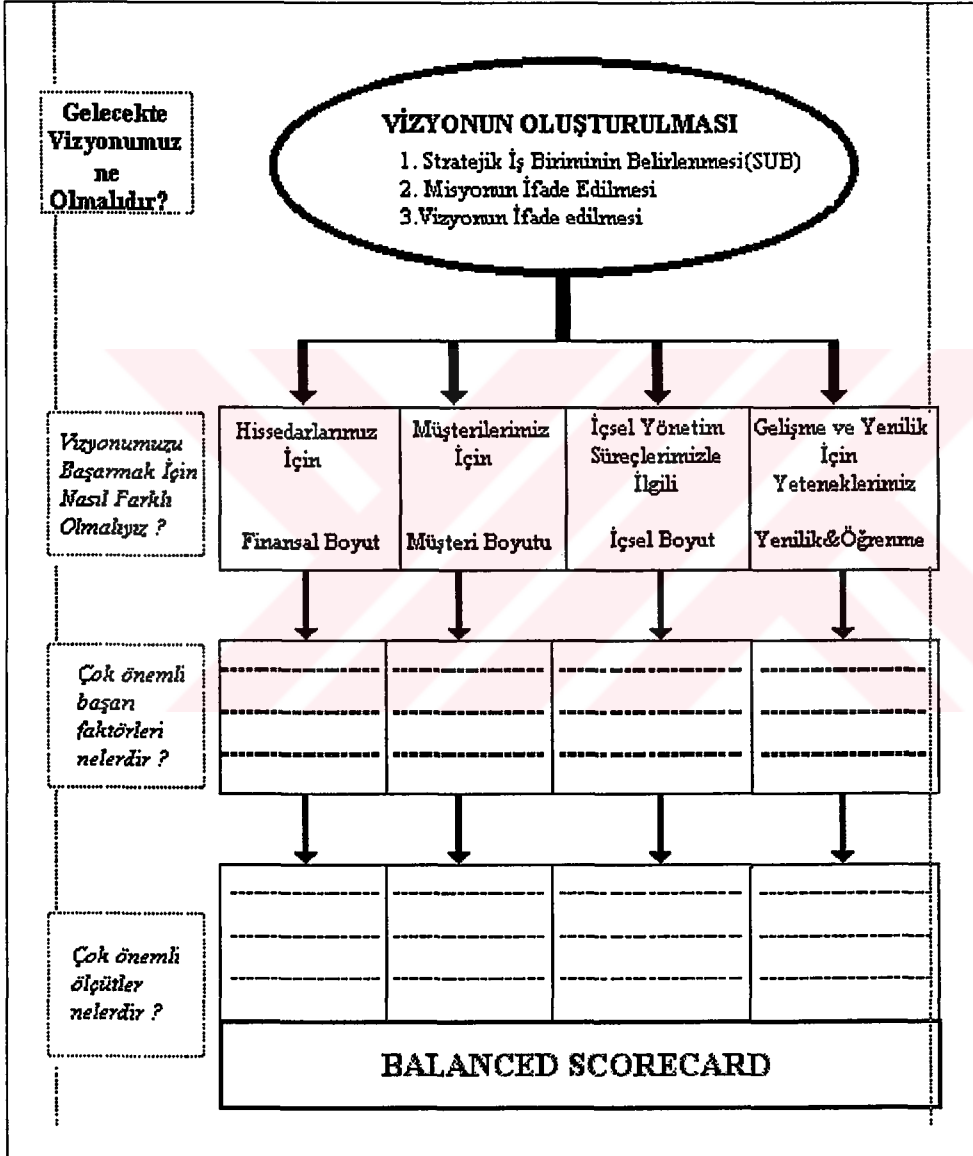 Gelecekte
Vizyonumuz
ne
Olmalıdır?
VİZYONUN OLUŞTURULMASI
1. Stratejik İş Biriminin Belirlenmesi(SUB)
2. Misyonun İfade Edilmesi
3.Vizyonun İfade edilmesi
Vizyonumuzu
Başarmak İçin
Nasıl Farklı
Olmalıyız ?
Hissedarlarımız
İçin
Finansal Boyut
Müşterilerimiz
İçin
Müşteri Boyutu
İçsel Yönetim
Süreçlerimizle
İlgili
İçsel Boyut
Gelişme ve Yenilik
İçin
Yeteneklerimiz
Yenilik&Öğrenme
Çok önemli
başarı
faktörleri
nelerdir ?
Çok önemli
ölçütler
nelerdir ?
BALANCED SCORECARD